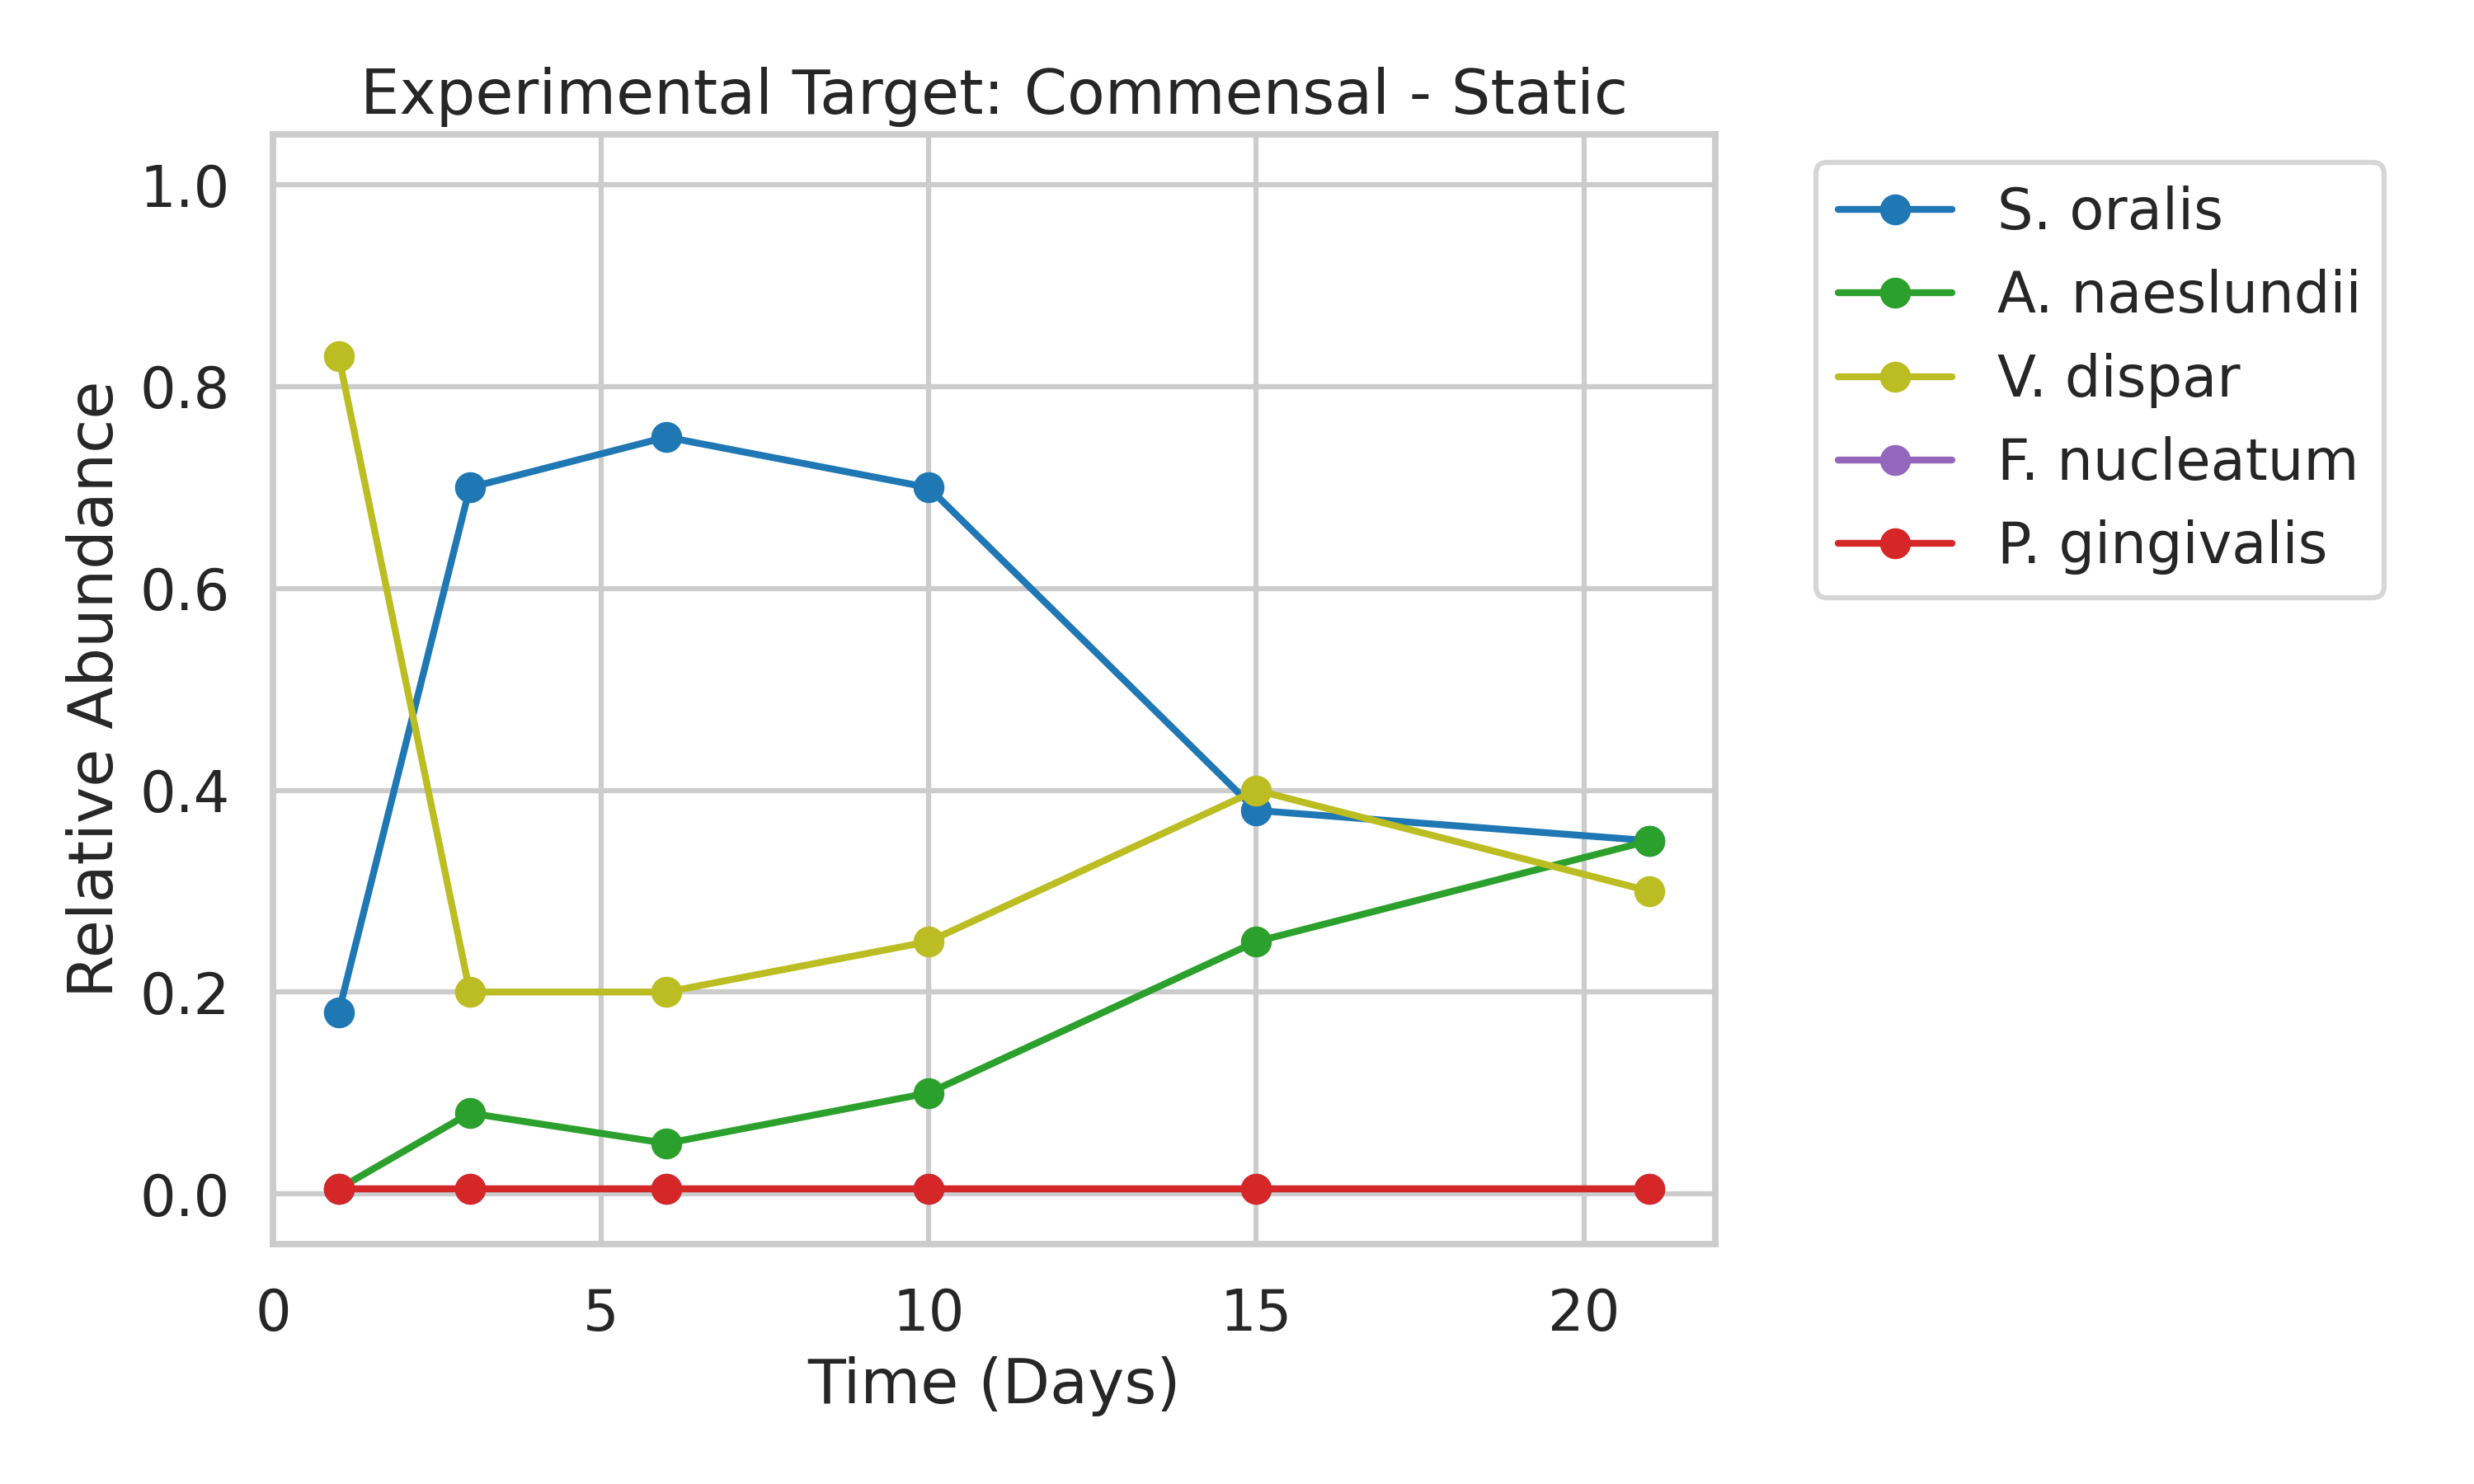 Experimental Target: Commensal - Static
Relative Abundance
1.0
0.8
0.6
0.4
0.2
0.0
0
5
10
15
20
Time (Days)
S. oralis
A. naeslundii
V. dispar
F. nucleatum
P. gingivalis